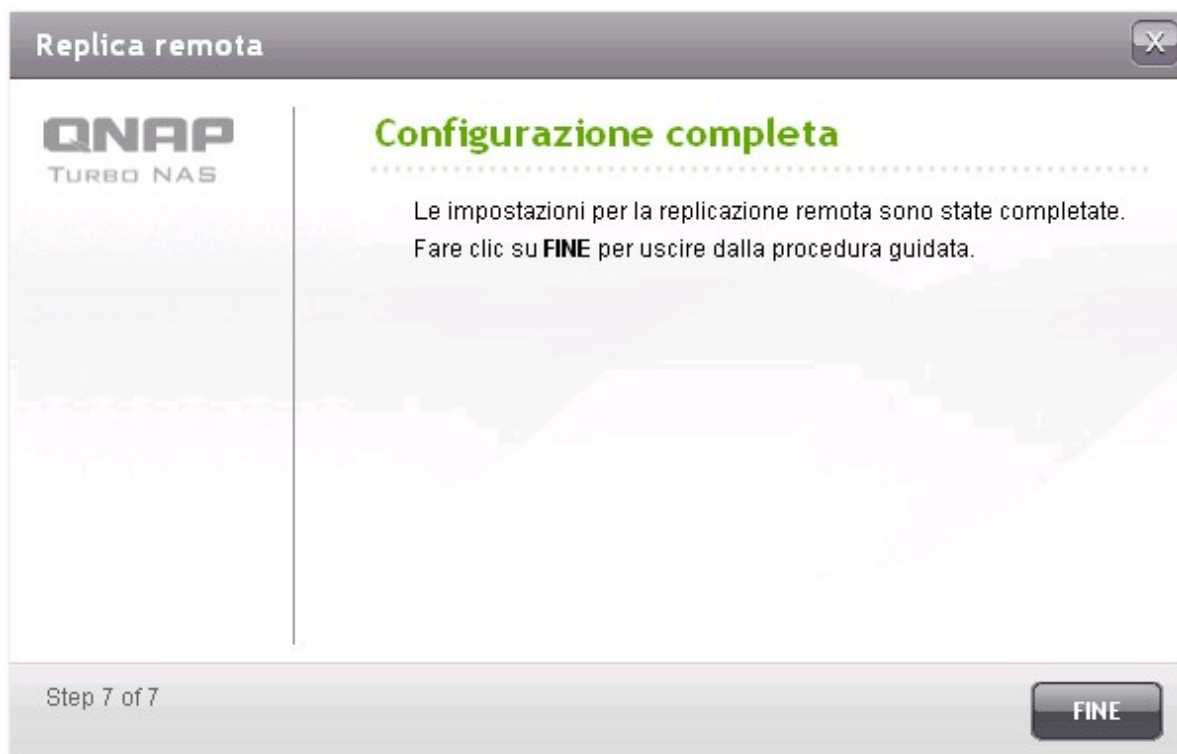 Replica remota
X
QNAP
TURBO NAS
Configurazione completa
Le impostazioni per la replicazione remota sono state completate.
Fare clic su FINE per uscire dalla procedura guidata.
Step 7 of 7
FINE